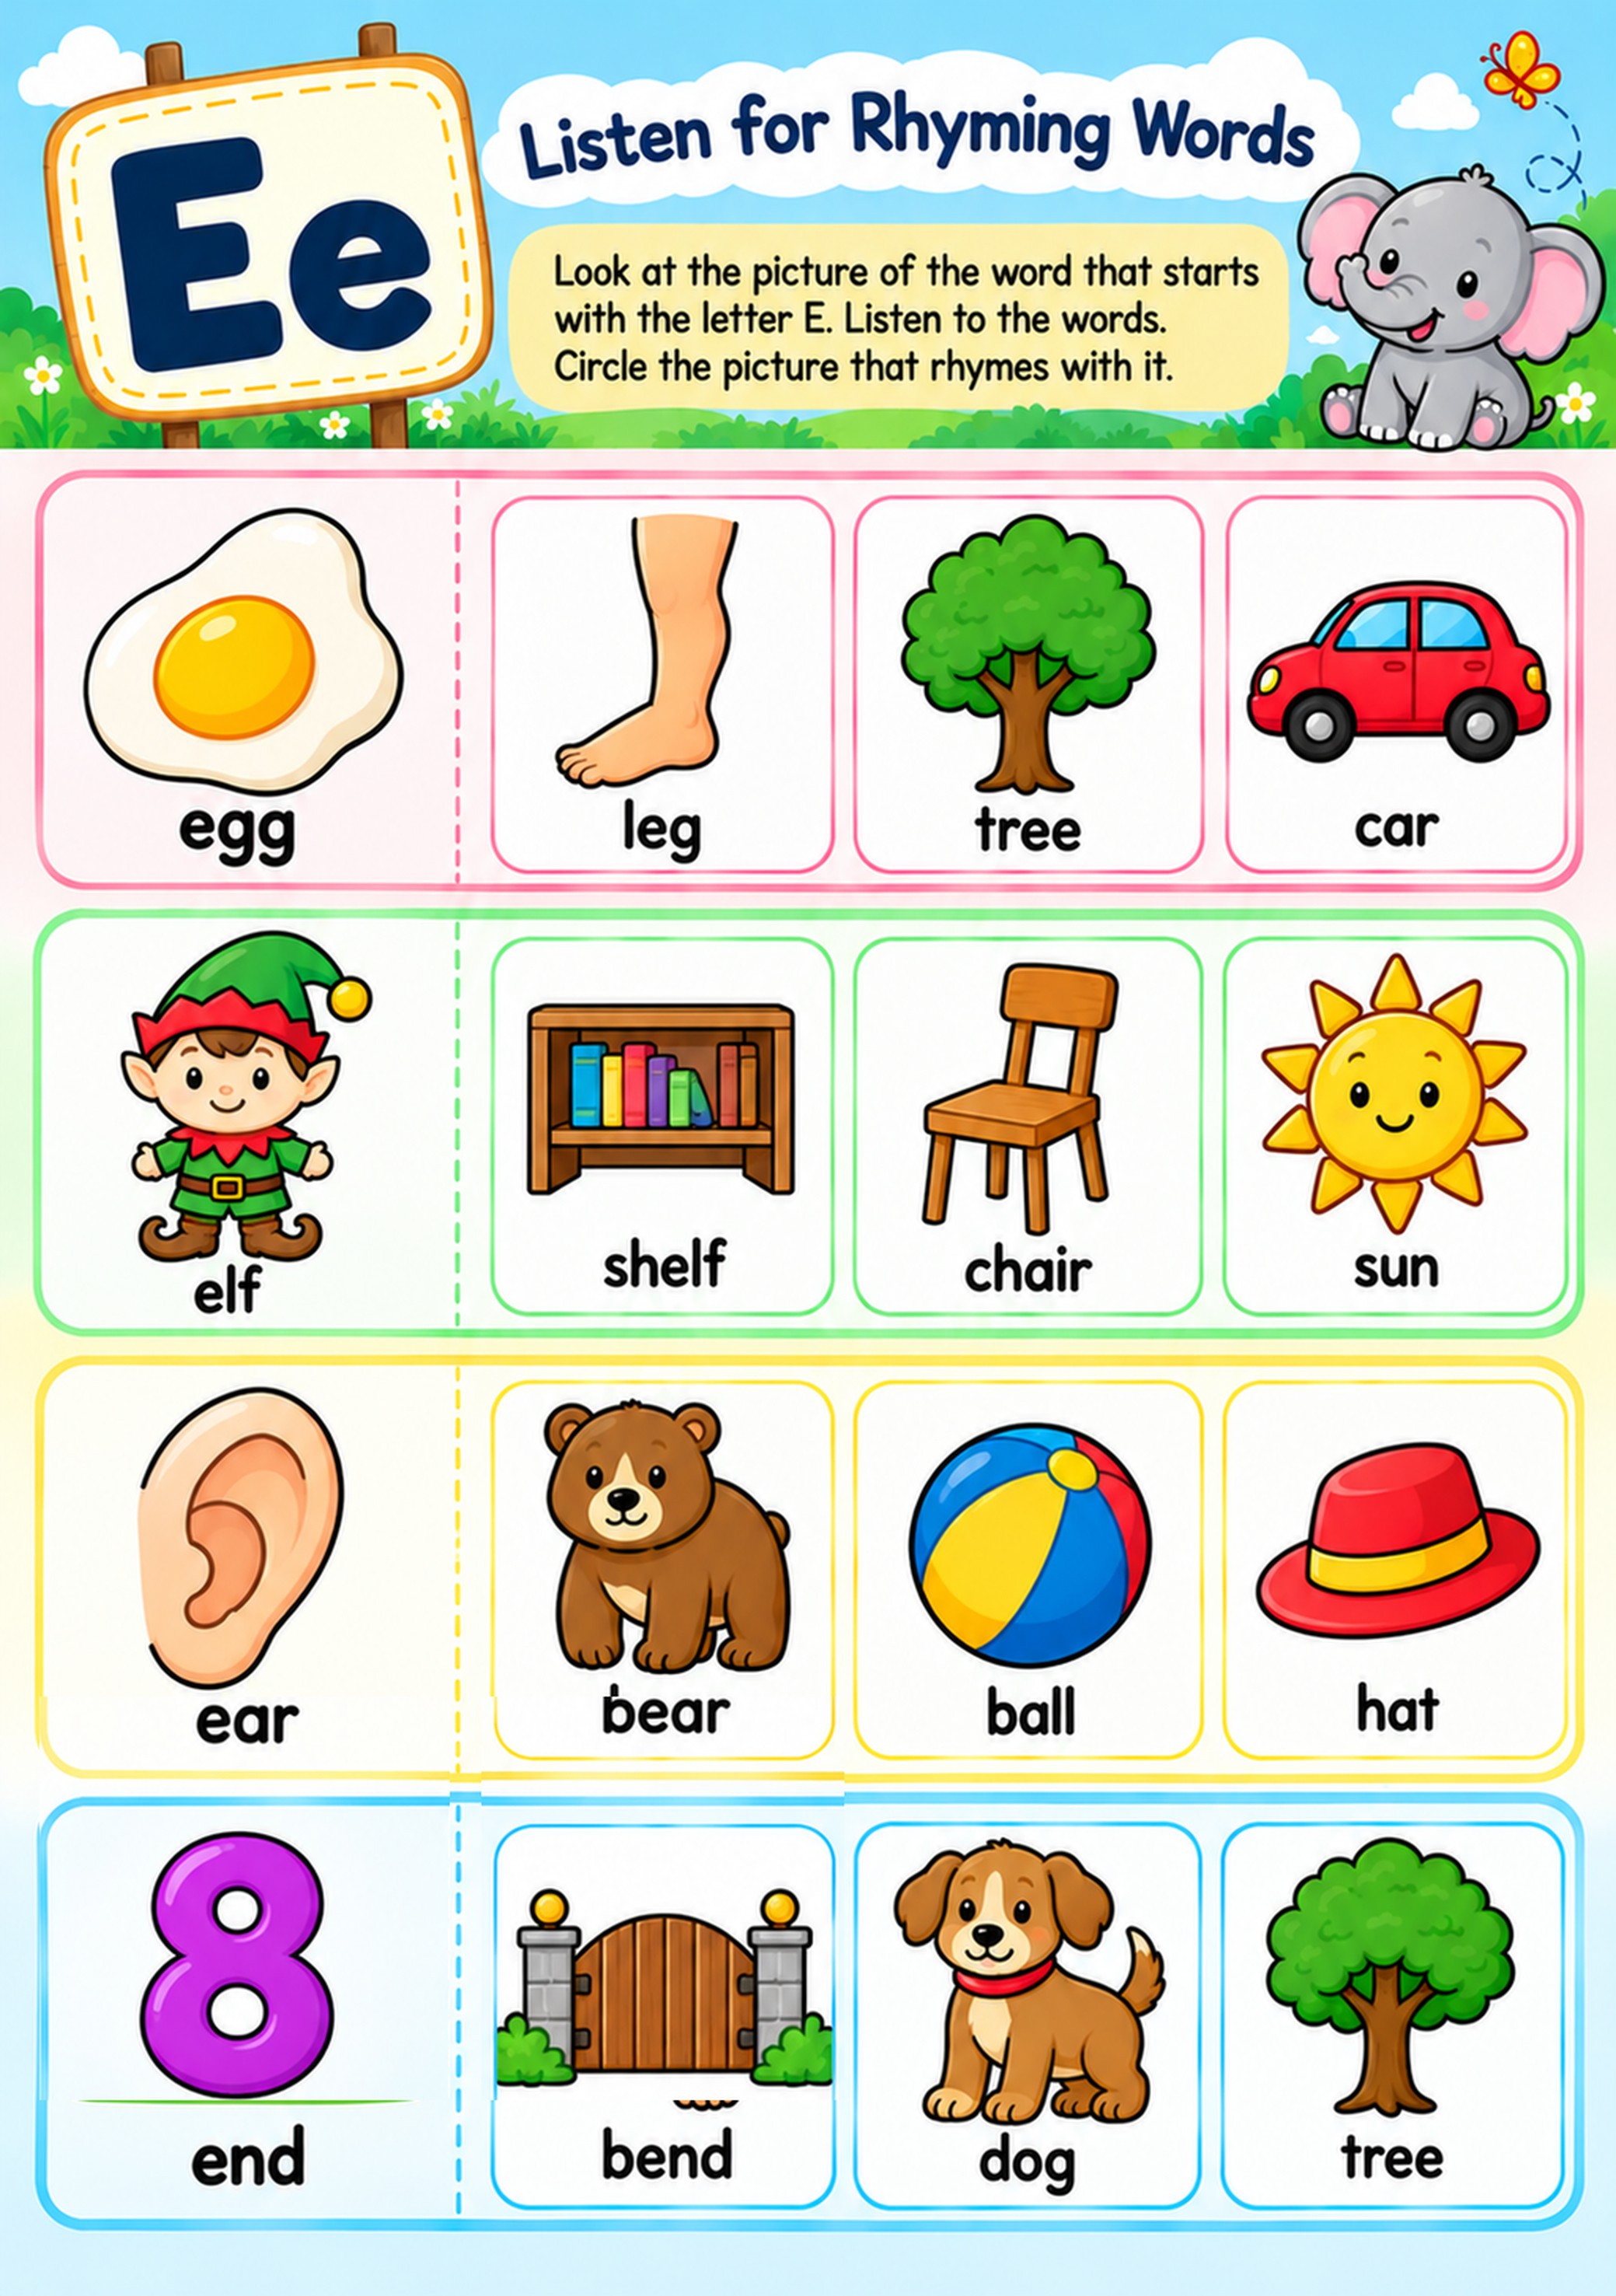 Ee
Listen for Rhyming Words
Look at the picture of the word that starts
with the letter E. Listen to the words.
Circle the picture that rhymes with it.
egg leg tree car
elf shelf chair sun
ear bear ball hat
8
end bend dog tree